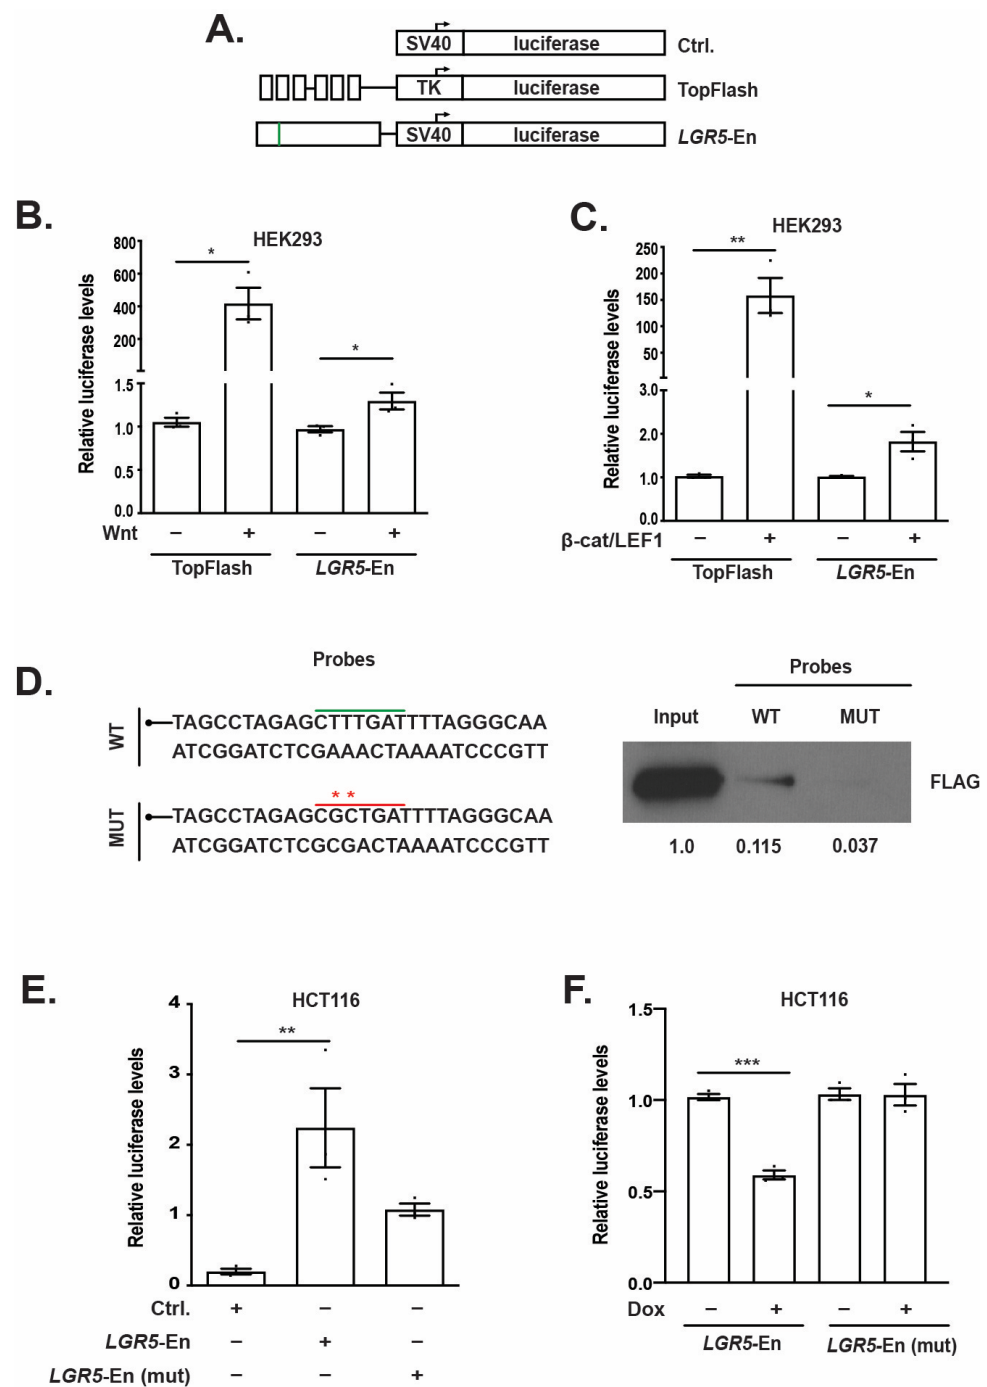 A.
SV40 luciferase Ctrl.
TK luciferase TopFlash
SV40 luciferase LGR5-En
B.
HEK293
Relative luciferase levels
800
600
400
200
1.5
1.0
0.5
0.0
*
*
Wnt − + − +
TopFlash LGR5-En
C.
HEK293
Relative luciferase levels
250
200
150
100
50
3.0
2.0
1.0
0.0
**
*
β-cat/LEF1 − + − +
TopFlash LGR5-En
D.
Probes
WT
TAGCCTAGAGCTTTGATTTTAGGGCAA
ATCGGATCTCGAAACTAAAATCCCGTT
* *
MUT
TAGCCTAGAGCGCTGATTTTAGGGCAA
ATCGGATCTCGCGACTAAAATCCCGTT
Probes
Input WT MUT
FLAG
1.0 0.115 0.037
E.
HCT116
Relative luciferase levels
4
3
2
1
0
**
Ctrl. + − −
LGR5-En − + −
LGR5-En (mut) − − +
F.
HCT116
Relative luciferase levels
1.5
1.0
0.5
0.0
***
Dox − + − +
LGR5-En LGR5-En (mut)